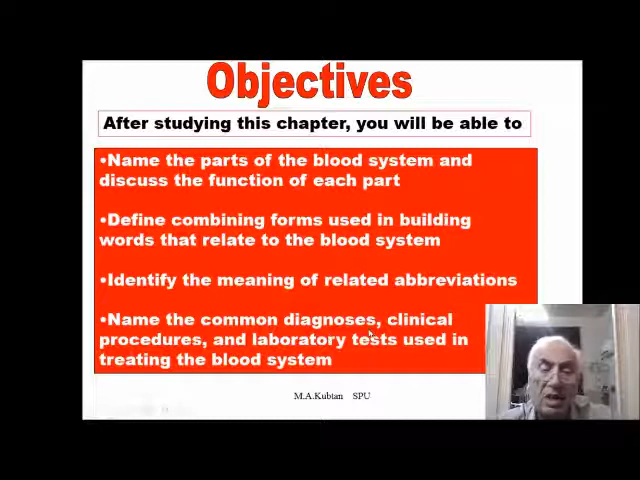 Objectives
After studying this chapter, you will be able to
•Name the parts of the blood system and
discuss the function of each part
•Define combining forms used in building
words that relate to the blood system
•Identify the meaning of related abbreviations
•Name the common diagnoses, clinical
procedures, and laboratory tests used in
treating the blood system
M.A.Kubtan SPU